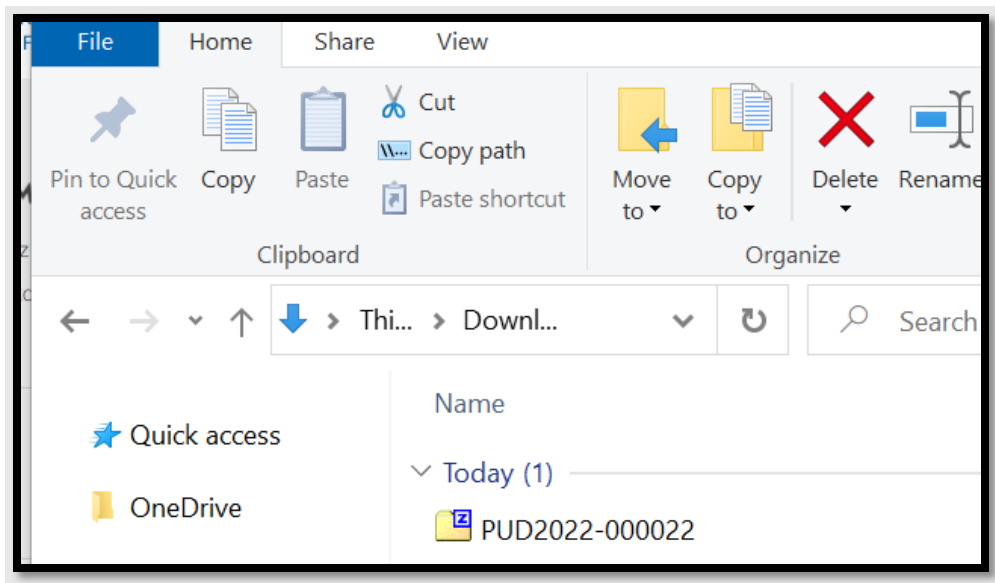 File Home Share View
Cut
Copy path
Paste shortcut
Pin to Quick access
Copy
Paste
Move to
Copy to
Delete
Rename
Clipboard
Organize
Thi... Downl...
Search
Name
Quick access
Today (1)
OneDrive
PUD2022-000022